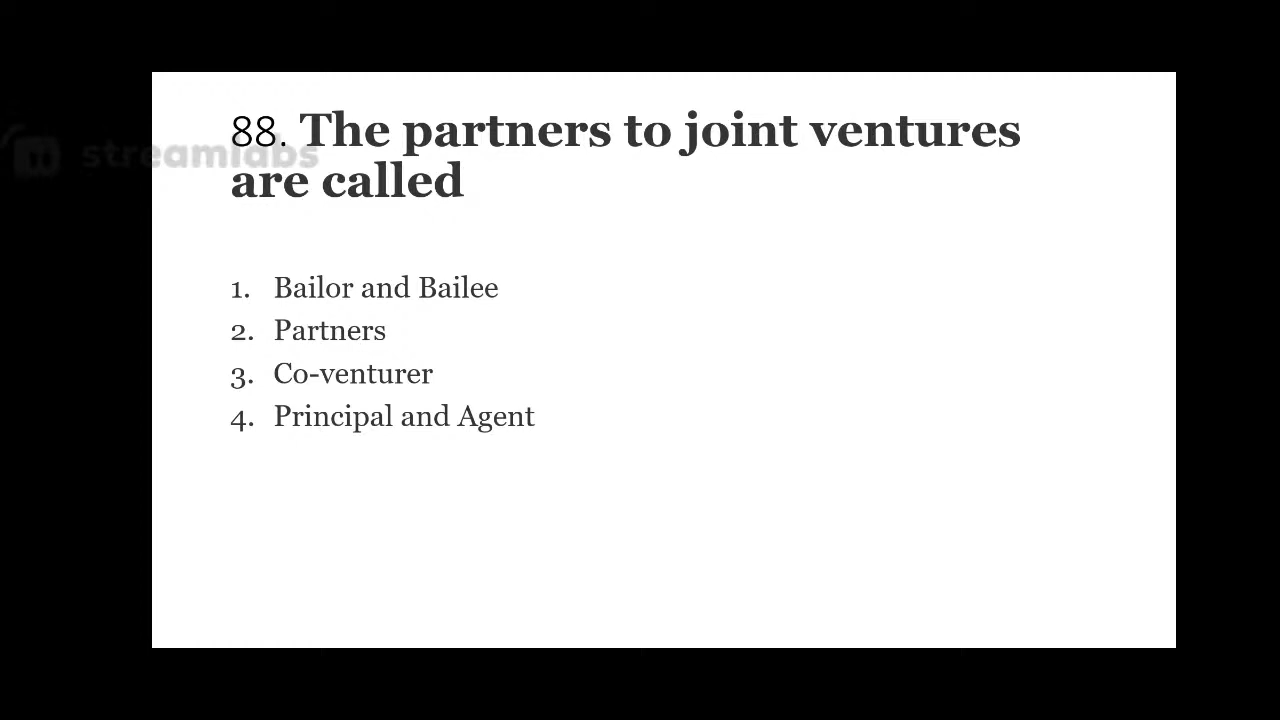 88. The partners to joint ventures
streamlabs
are called
1. Bailor and Bailee
2. Partners
3. Co-venturer
4. Principal and Agent